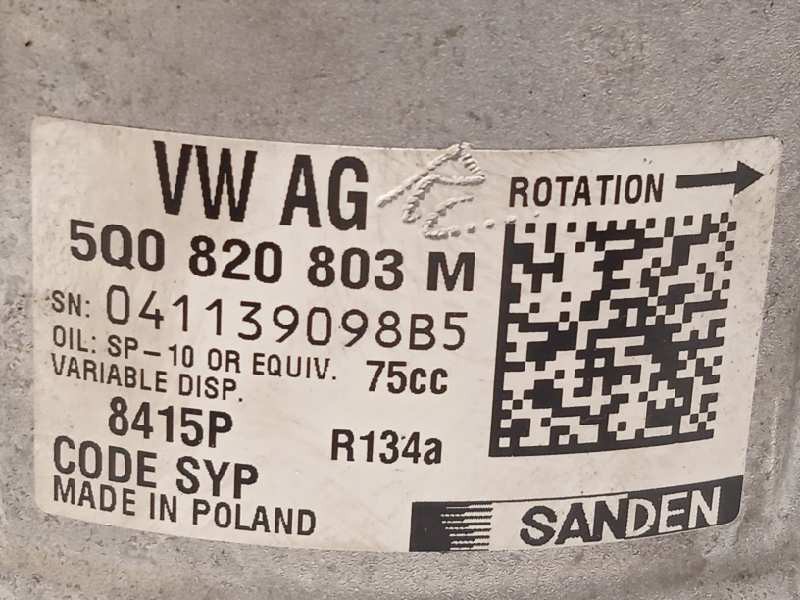 VW AG
ROTATION
5Q0 820 803 M
SN: 041139098B5
OIL: SP-10 OR EQUIV. 75cc
VARIABLE DISP.
8415P R134a
CODE SYP
MADE IN POLAND
SANDEN